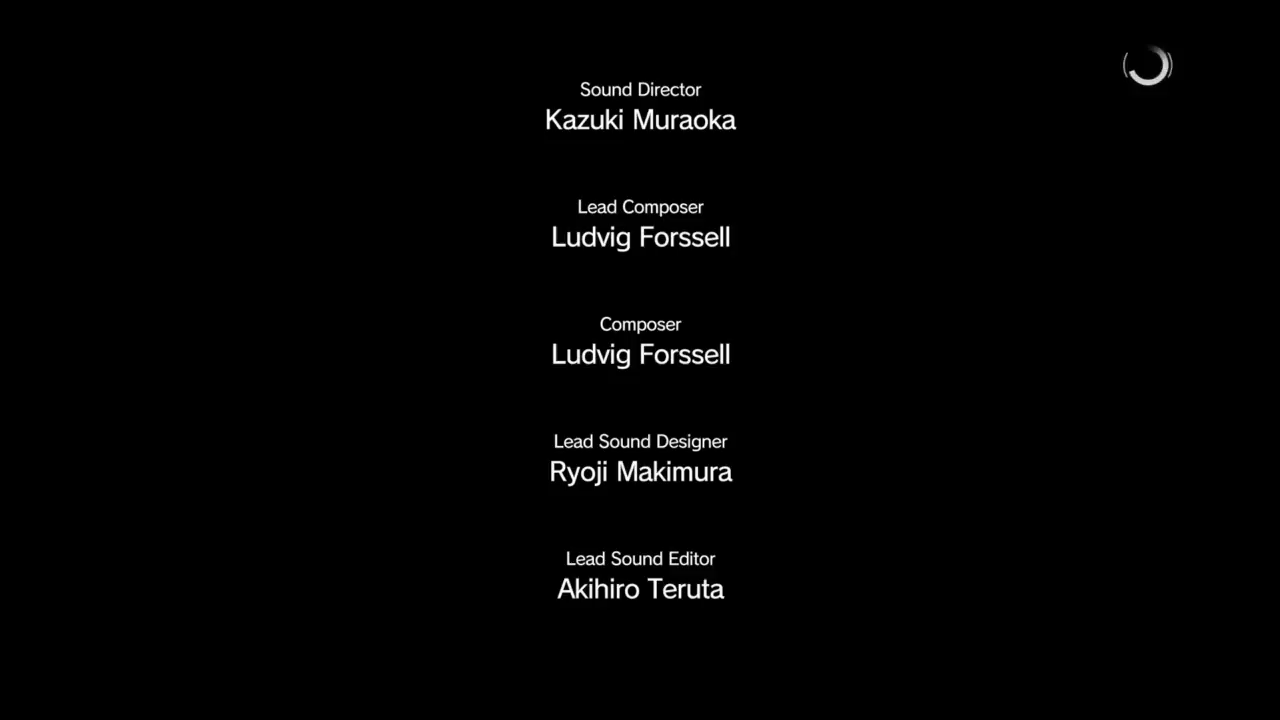 Sound Director
Kazuki Muraoka
Lead Composer
Ludvig Forssell
Composer
Ludvig Forssell
Lead Sound Designer
Ryoji Makimura
Lead Sound Editor
Akihiro Teruta